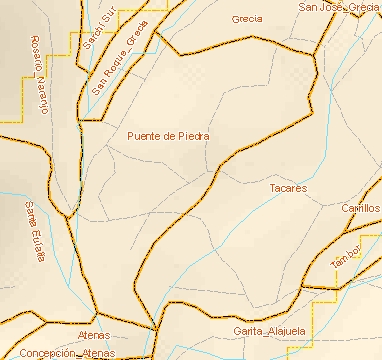 San José_Grecia
Grecia
Sarchí Sur
San Roque_Grecia
Rosario_Naranjo
Puente de Piedra
Tacares
Carrillos
Santa Eulalia
Tambor
Garita_Alajuela
Atenas
Concepción_Atenas